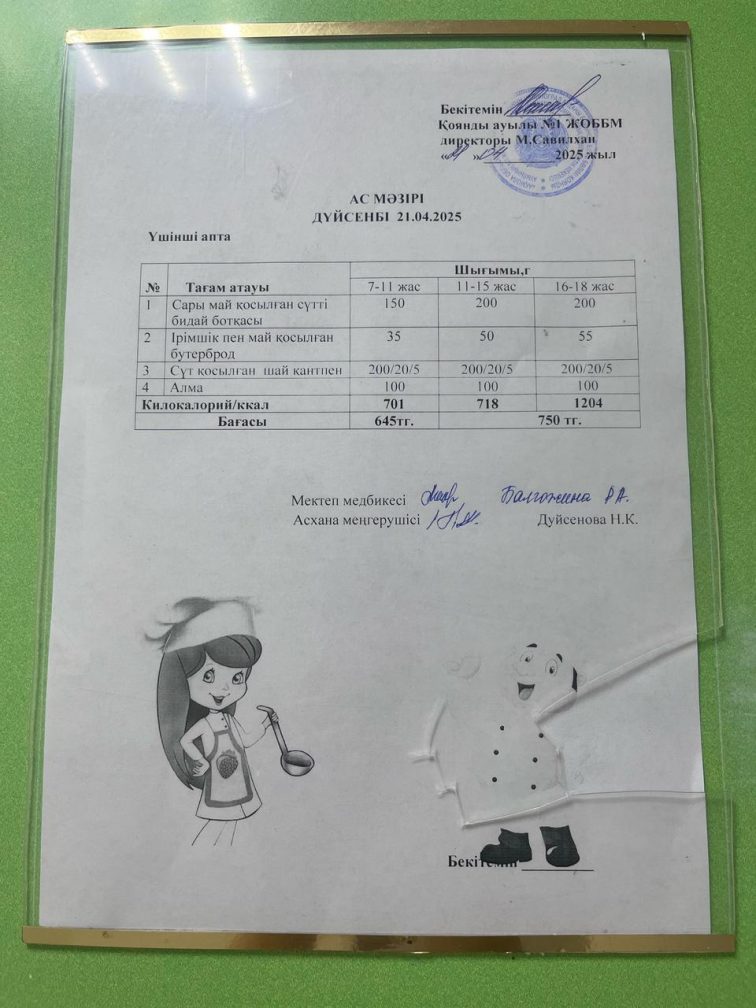 Бекітемін
Қоянды ауылы №1 ЖОББМ
директоры М.Савилхан
« » 04 2025 жыл
АС МӘЗІРІ
ДҮЙСЕНБІ 21.04.2025
Үшінші апта
№ Тағам атауы Шығымы,г
7-11 жас 11-15 жас 16-18 жас
1 Сары май қосылған сүтті бидай ботқасы 150 200 200
2 Ірімшік пен май қосылған бутерброд 35 50 55
3 Сүт қосылған шай қантпен 200/20/5 200/20/5 200/20/5
4 Алма 100 100 100
Килокалорий/ккал 701 718 1204
Бағасы 645тг. 750 тг.
Мектеп медбикесі Балгожина
Асхана меңгерушісі Дуйсенова Н.К.
Бекітемін